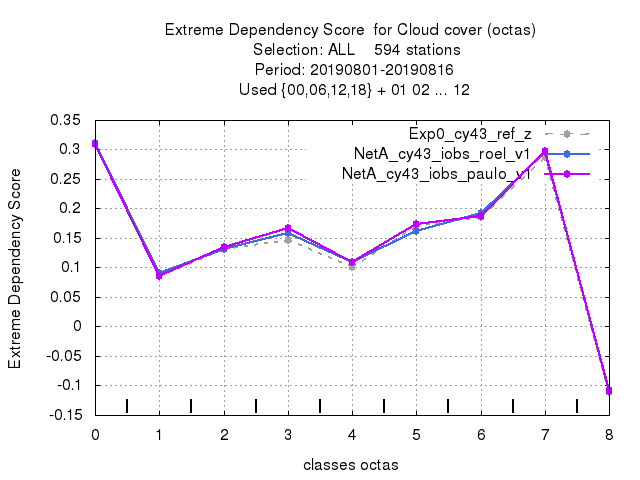 Extreme Dependency Score  for Cloud cover (octas)
Selection: ALL    594 stations
Period: 20190801-20190816
Used {00,06,12,18} + 01 02 ... 12
Exp0_cy43_ref_z
NetA_cy43_iobs_roel_v1
NetA_cy43_iobs_paulo_v1
Extreme Dependency Score
0.35
0.3
0.25
0.2
0.15
0.1
0.05
0
-0.05
-0.1
-0.15
0 1 2 3 4 5 6 7 8
classes octas